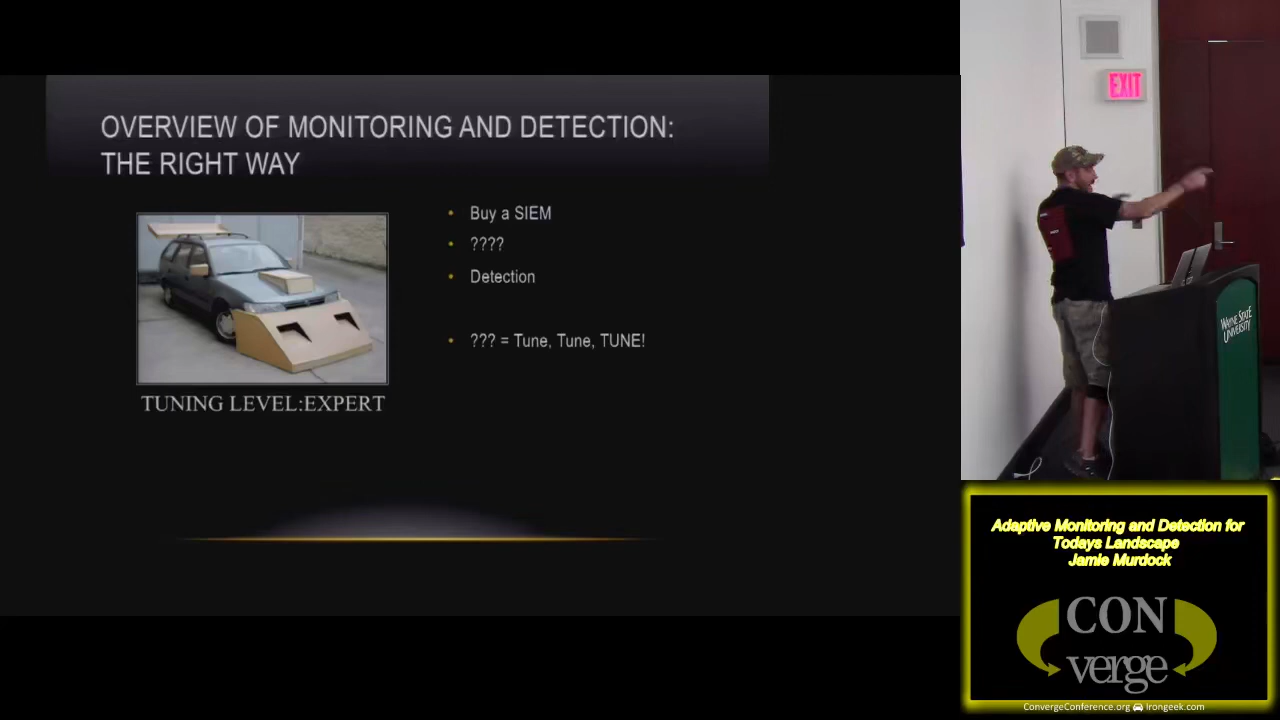 OVERVIEW OF MONITORING AND DETECTION:
THE RIGHT WAY
• Buy a SIEM
• ????
• Detection
• ??? = Tune, Tune, TUNE!
TUNING LEVEL:EXPERT
EXIT
WAYNE STATE
UNIVERSITY
Adaptive Monitoring and Detection for
Todays Landscape
Jamie Murdock
CON
verge
ConvergeConference.org Irongeek.com